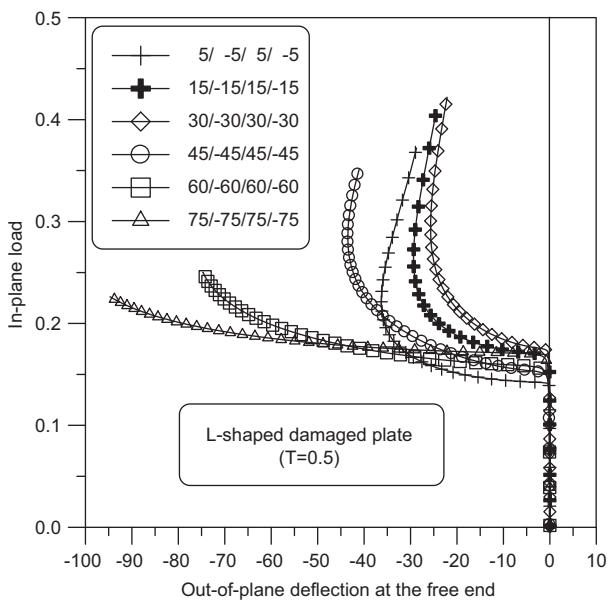 0.5
0.4
0.3
0.2
0.1
0.0
In-plane load
5/ -5/ 5/ -5
15/-15/15/-15
30/-30/30/-30
45/-45/45/-45
60/-60/60/-60
75/-75/75/-75
L-shaped damaged plate
(T=0.5)
-100 -90 -80 -70 -60 -50 -40 -30 -20 -10 0 10
Out-of-plane deflection at the free end